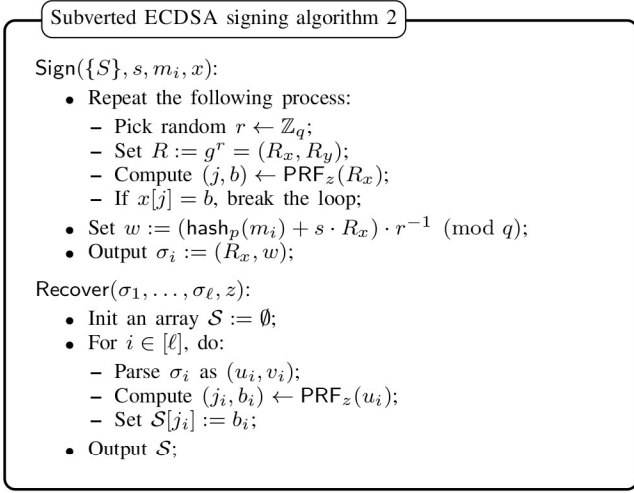 Subverted ECDSA signing algorithm 2
Sign({S}, s, m_i, x):
• Repeat the following process:
– Pick random r ← ℤ_q;
– Set R := g^r = (R_x, R_y);
– Compute (j, b) ← PRF_z(R_x);
– If x[j] = b, break the loop;
• Set w := (hash_p(m_i) + s · R_x) · r^{-1} (mod q);
• Output σ_i := (R_x, w);
Recover(σ_1, . . . , σ_ℓ, z):
• Init an array 𝒮 := ∅;
• For i ∈ [ℓ], do:
– Parse σ_i as (u_i, v_i);
– Compute (j_i, b_i) ← PRF_z(u_i);
– Set 𝒮[j_i] := b_i;
• Output 𝒮;